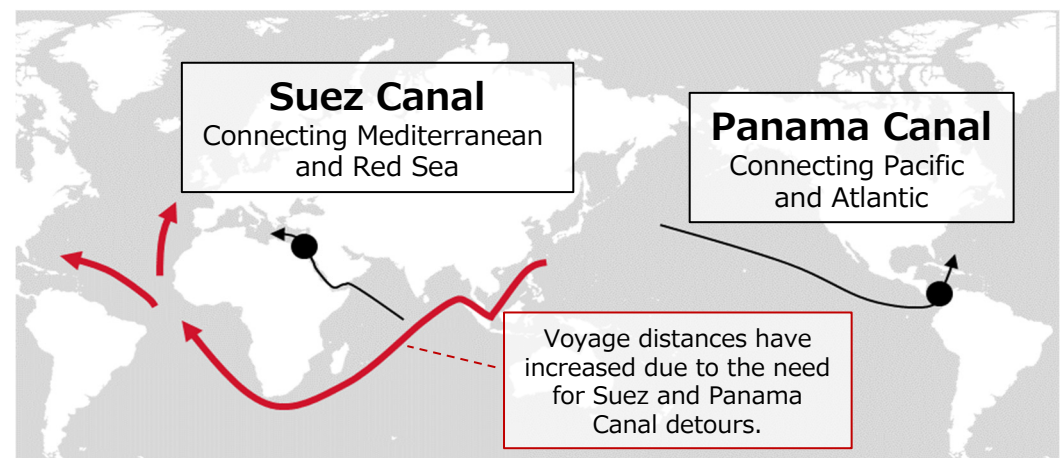 Suez Canal
Connecting Mediterranean
and Red Sea
Panama Canal
Connecting Pacific
and Atlantic
Voyage distances have
increased due to the need
for Suez and Panama
Canal detours.